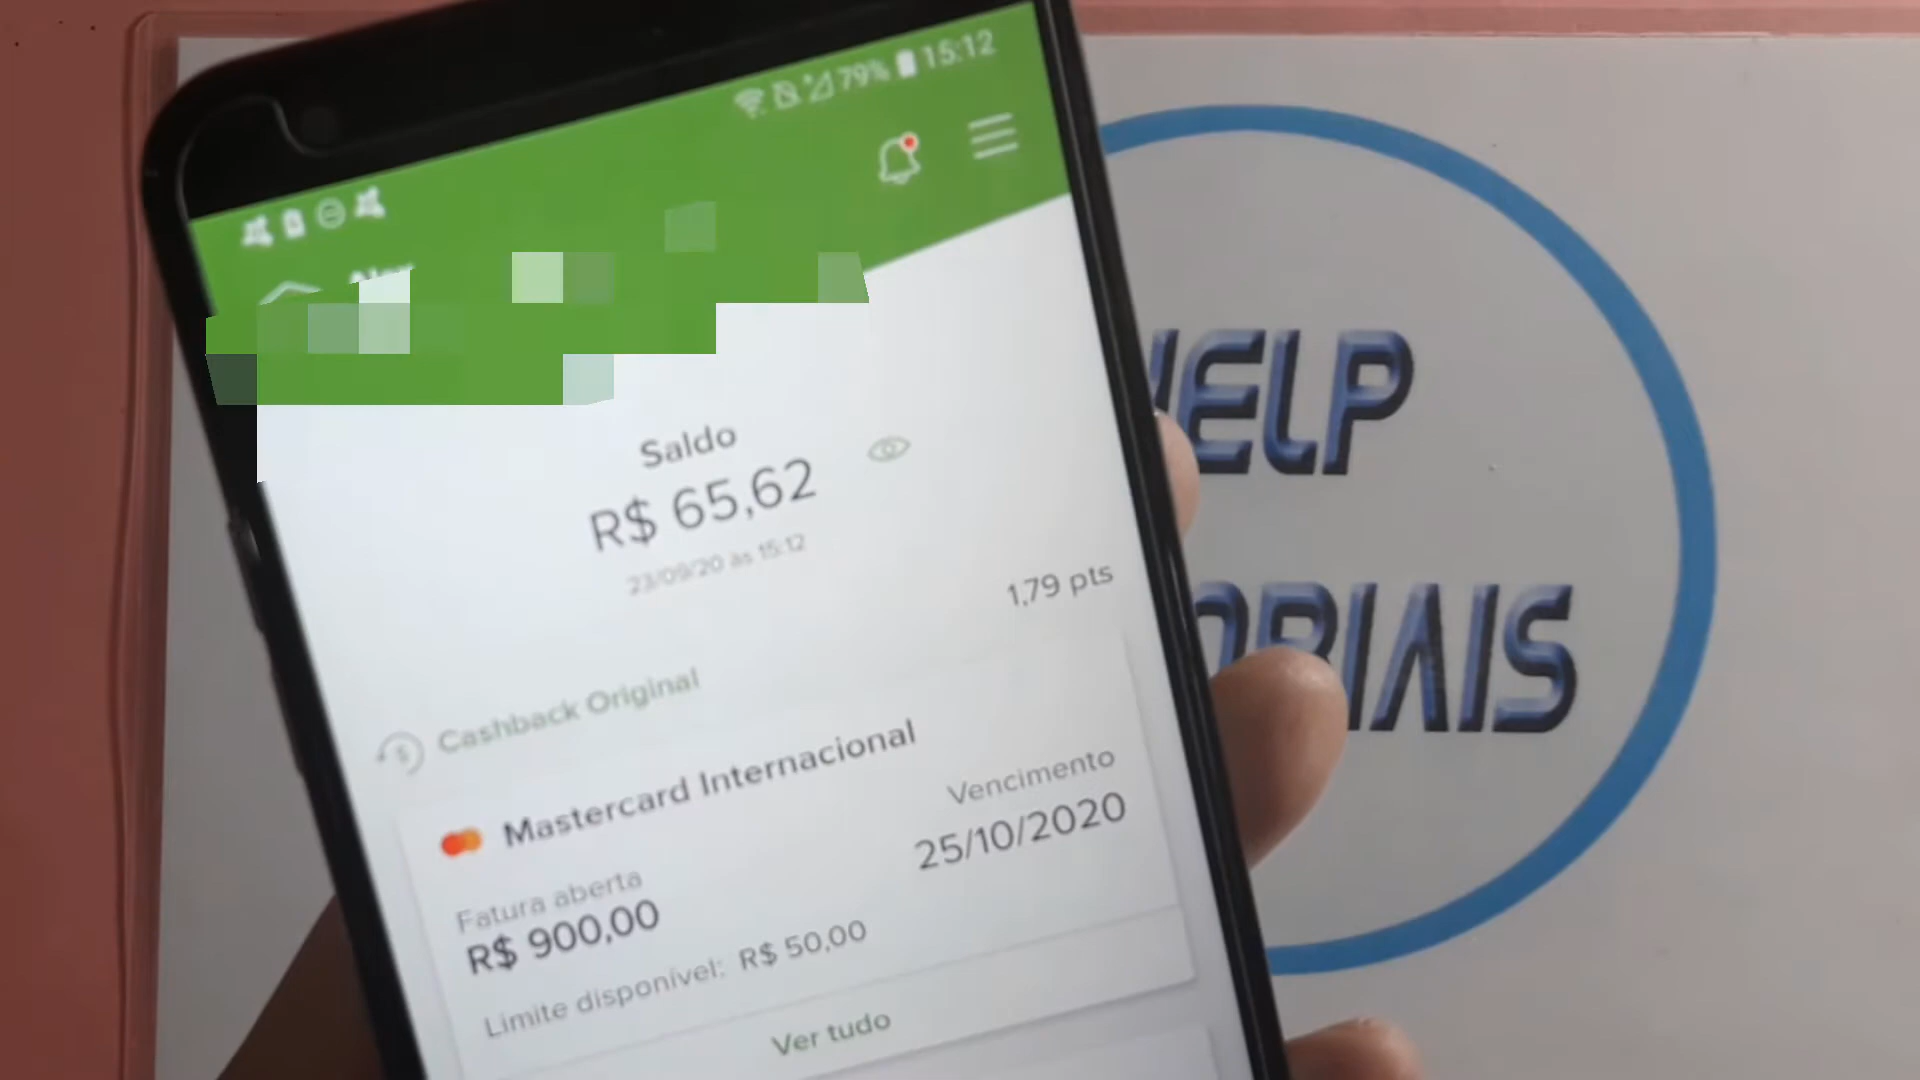 79% 15:12
Saldo
R$ 65,62
23/09/20 às 15:12
1,79 pts
Cashback Original
Mastercard Internacional
Vencimento
25/10/2020
Fatura aberta
R$ 900,00
Limite disponível: R$ 50,00
Ver tudo
HELP
ORIAIS